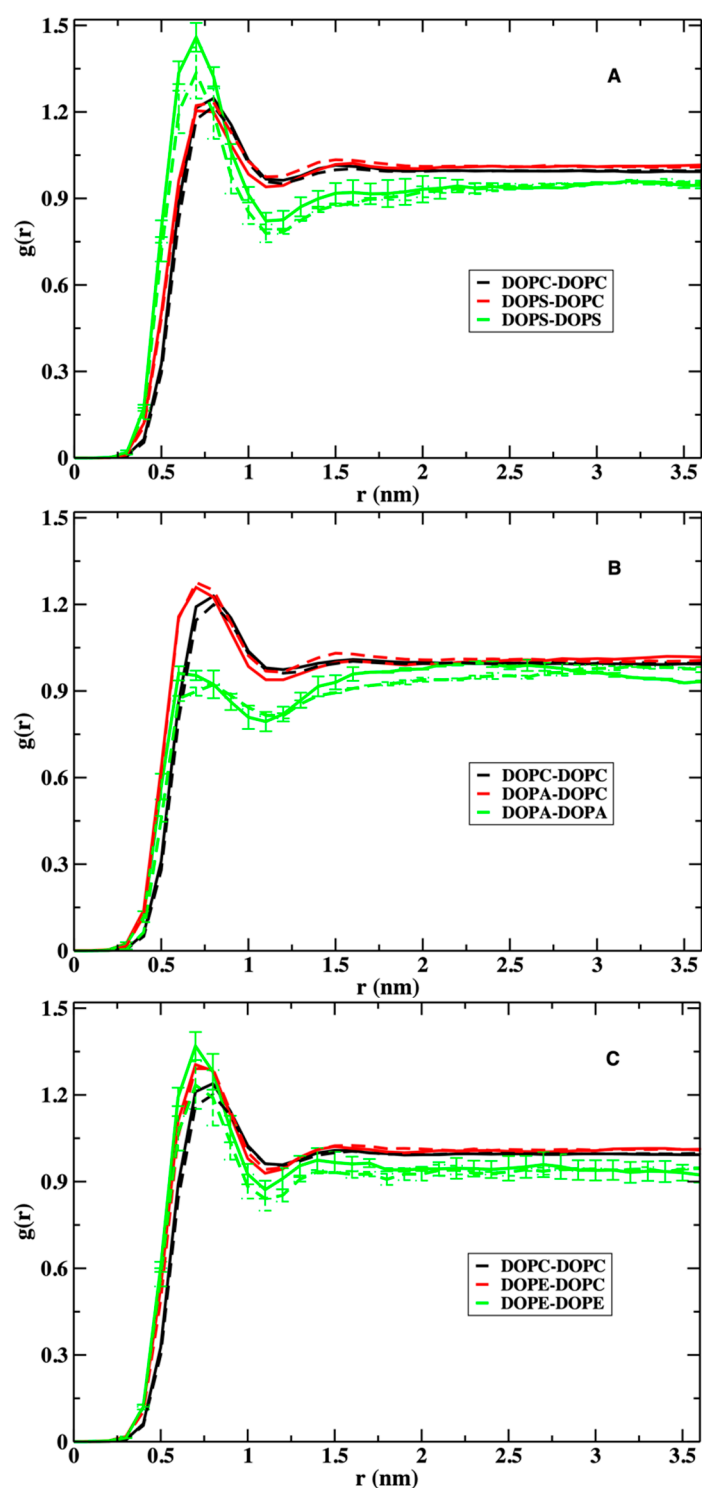 1.5
1.2
0.9
0.6
0.3
0
g(r)
A
DOPC-DOPC
DOPS-DOPC
DOPS-DOPS
0 0.5 1 1.5 2 2.5 3 3.5
r (nm)
1.5
1.2
0.9
0.6
0.3
0
g(r)
B
DOPC-DOPC
DOPA-DOPC
DOPA-DOPA
0 0.5 1 1.5 2 2.5 3 3.5
r (nm)
1.5
1.2
0.9
0.6
0.3
0
g(r)
C
DOPC-DOPC
DOPE-DOPC
DOPE-DOPE
0 0.5 1 1.5 2 2.5 3 3.5
r (nm)